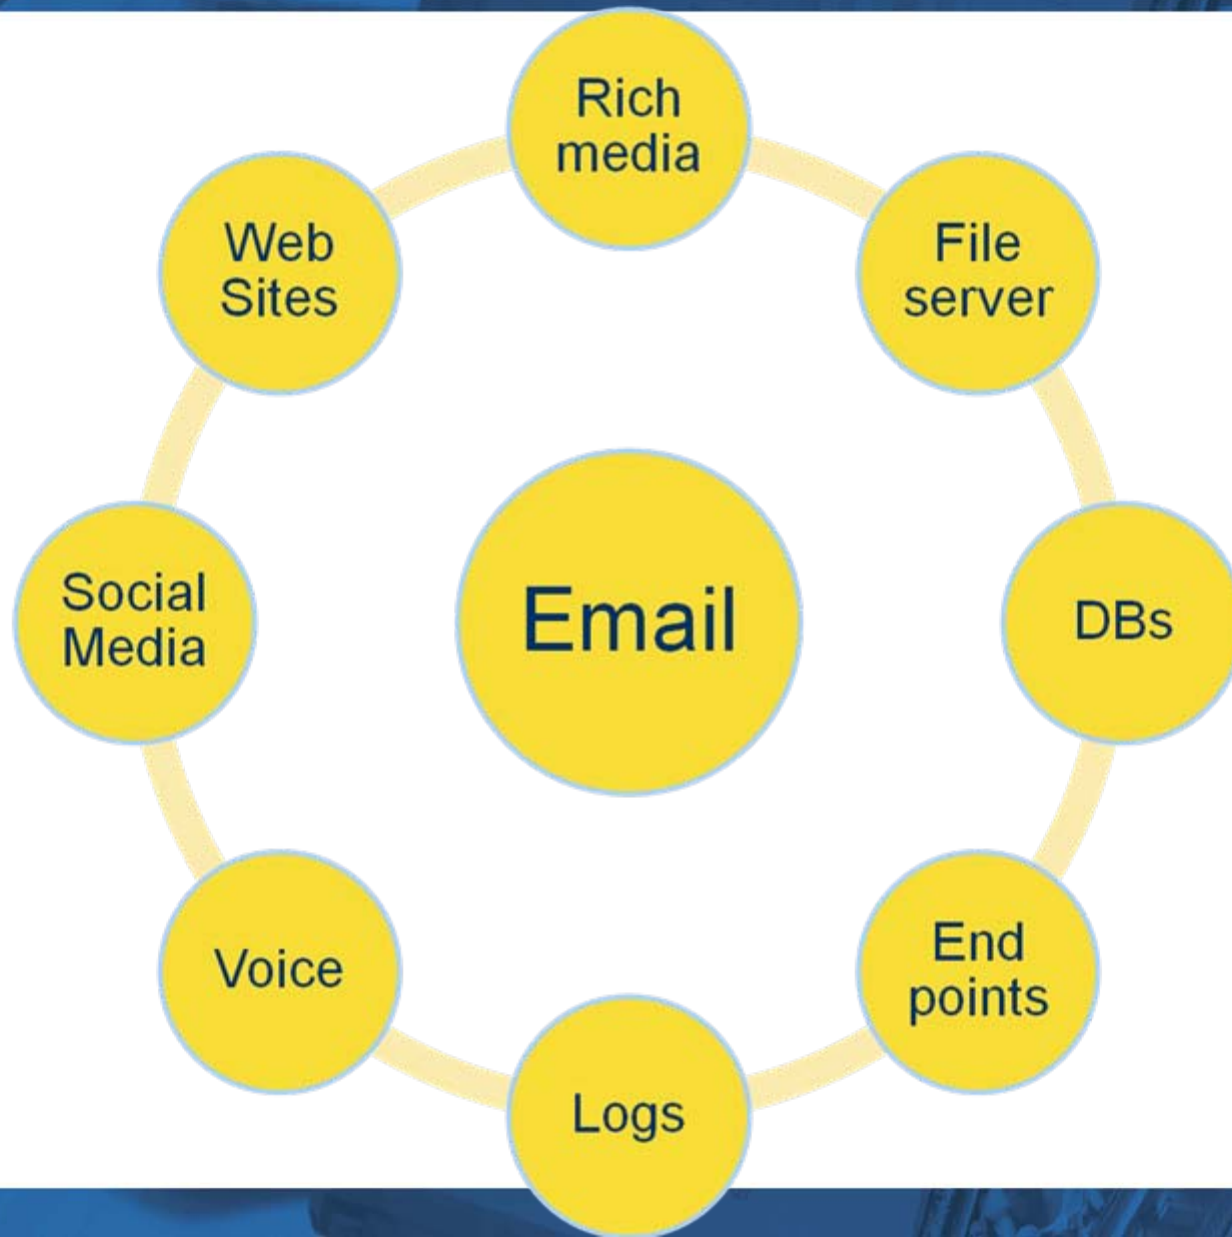 Rich
media
File
server
DBs
End
points
Logs
Voice
Social
Media
Web
Sites
Email